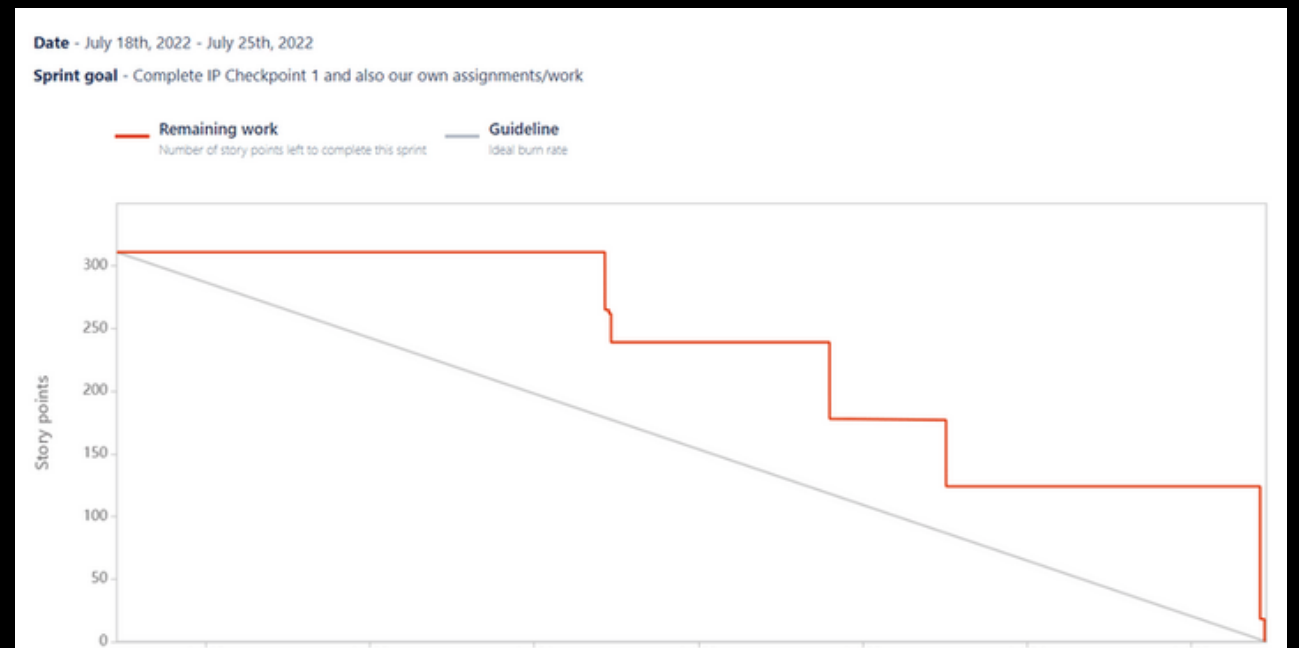 Date - July 18th, 2022 - July 25th, 2022
Sprint goal - Complete IP Checkpoint 1 and also our own assignments/work
Remaining work
Number of story points left to complete this sprint
Guideline
Ideal burn rate
300
250
200
150
100
50
0
Story points